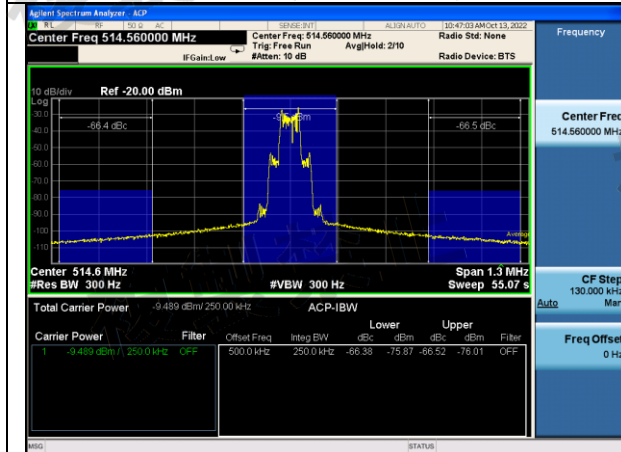 Agilent Spectrum Analyzer - ACP
RL RF 50 Ω AC SENSE:INT ALIGN AUTO 10:47:03 AM Oct 13, 2022
Center Freq 514.560000 MHz
Center Freq: 514.560000 MHz
Radio Std: None
Trig: Free Run Avg|Hold: 2/10
IFGain:Low #Atten: 10 dB Radio Device: BTS
10 dB/div Ref -20.00 dBm
Log
-30.0
-40.0
-50.0
-60.0
-70.0
-80.0
-90.0
-100
-110
-66.4 dBc
dBm
-66.5 dBc
Average
Center 514.6 MHz Span 1.3 MHz
#Res BW 300 Hz #VBW 300 Hz Sweep 55.07 s
Total Carrier Power -9.489 dBm/ 250.00 kHz ACP-IBW
Lower Upper
Carrier Power Filter Offset Freq Integ BW dBc dBm dBc dBm Filter
1 -9.489 dBm / 250.0 kHz OFF 500.0 kHz 250.0 kHz -66.38 -75.87 -66.52 -76.01 OFF
MSG STATUS
Frequency
Center Freq
514.560000 MHz
CF Step
130.000 kHz
Auto Man
Freq Offset
0 Hz